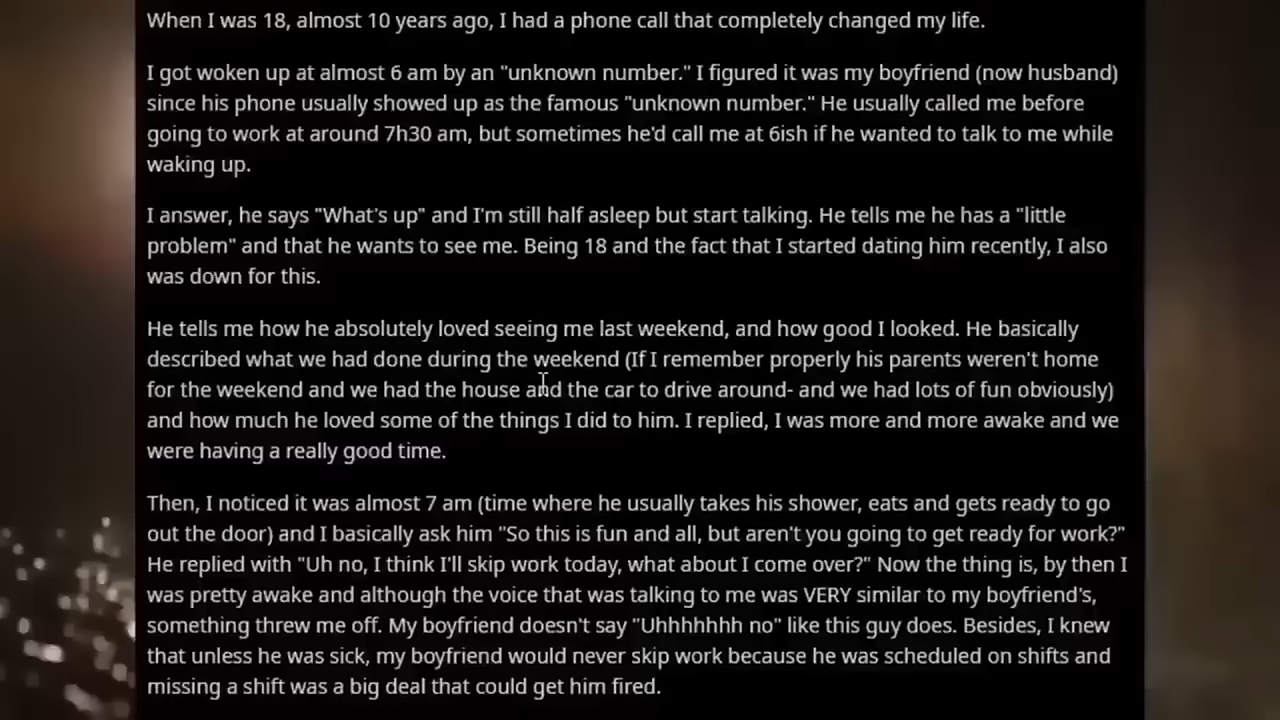 When I was 18, almost 10 years ago, I had a phone call that completely changed my life.
I got woken up at almost 6 am by an "unknown number." I figured it was my boyfriend (now husband)
since his phone usually showed up as the famous "unknown number." He usually called me before
going to work at around 7h30 am, but sometimes he'd call me at 6ish if he wanted to talk to me while
waking up.
I answer, he says "What's up" and I'm still half asleep but start talking. He tells me he has a "little
problem" and that he wants to see me. Being 18 and the fact that I started dating him recently, I also
was down for this.
He tells me how he absolutely loved seeing me last weekend, and how good I looked. He basically
described what we had done during the weekend (If I remember properly his parents weren't home
for the weekend and we had the house and the car to drive around- and we had lots of fun obviously)
and how much he loved some of the things I did to him. I replied, I was more and more awake and we
were having a really good time.
Then, I noticed it was almost 7 am (time where he usually takes his shower, eats and gets ready to go
out the door) and I basically ask him "So this is fun and all, but aren't you going to get ready for work?"
He replied with "Uh no, I think I'll skip work today, what about I come over?" Now the thing is, by then I
was pretty awake and although the voice that was talking to me was VERY similar to my boyfriend's,
something threw me off. My boyfriend doesn't say "Uhhhhhhh no" like this guy does. Besides, I knew
that unless he was sick, my boyfriend would never skip work because he was scheduled on shifts and
missing a shift was a big deal that could get him fired.